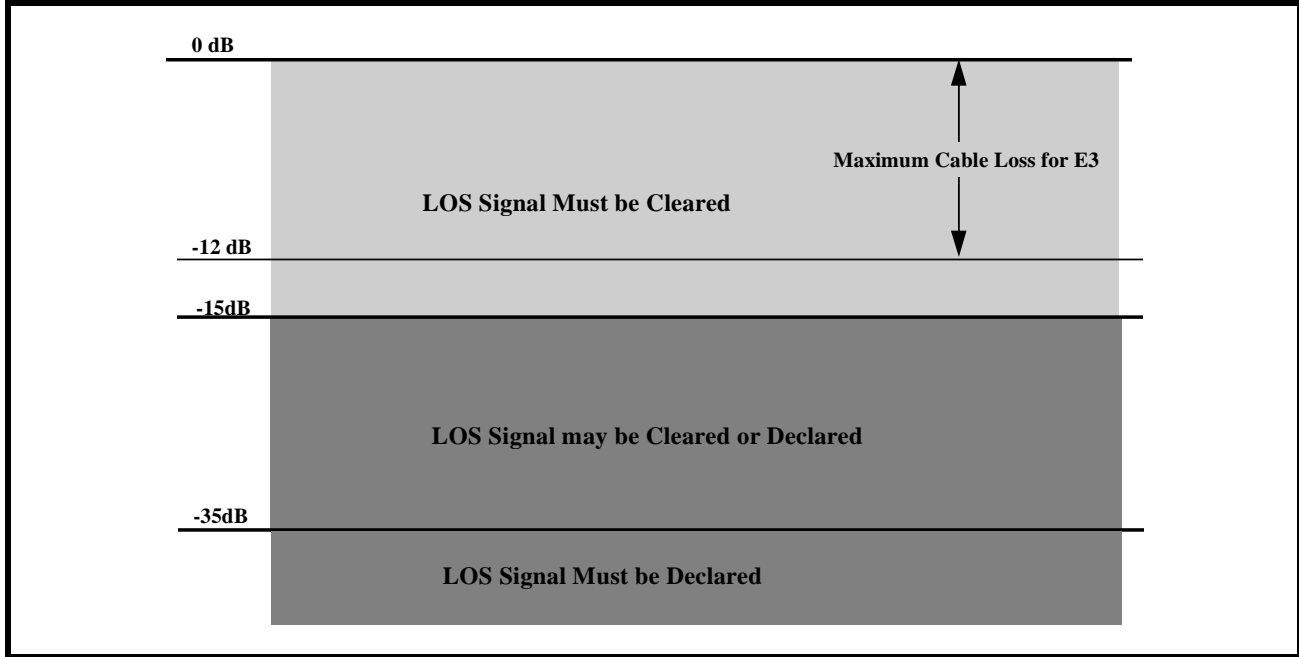 0 dB
Maximum Cable Loss for E3
LOS Signal Must be Cleared
-12 dB
-15dB
LOS Signal may be Cleared or Declared
-35dB
LOS Signal Must be Declared